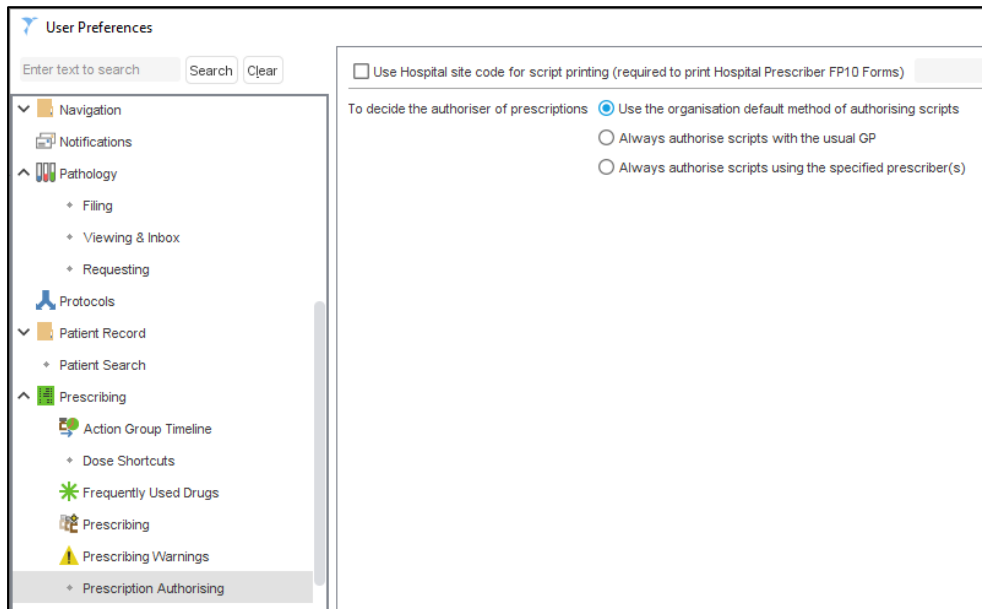 User Preferences
Enter text to search
Search
Clear
Navigation
Notifications
Pathology
Filing
Viewing & Inbox
Requesting
Protocols
Patient Record
Patient Search
Prescribing
Action Group Timeline
Dose Shortcuts
Frequently Used Drugs
Prescribing
Prescribing Warnings
Prescription Authorising
Use Hospital site code for script printing (required to print Hospital Prescriber FP10 Forms)
To decide the authoriser of prescriptions
Use the organisation default method of authorising scripts
Always authorise scripts with the usual GP
Always authorise scripts using the specified prescriber(s)